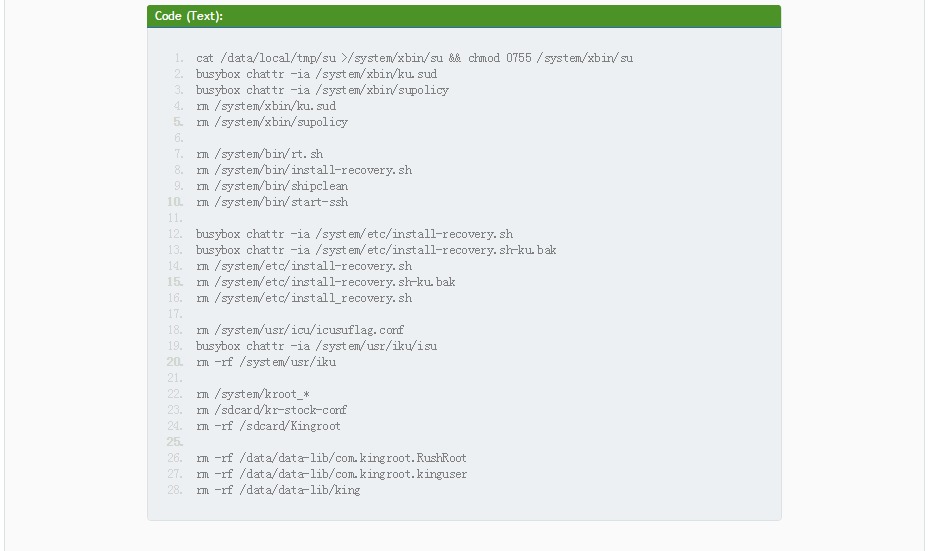 Code (Text):
1. cat /data/local/tmp/su >/system/xbin/su && chmod 0755 /system/xbin/su
2. busybox chattr -ia /system/xbin/ku.sud
3. busybox chattr -ia /system/xbin/supolicy
4. rm /system/xbin/ku.sud
5. rm /system/xbin/supolicy
6.
7. rm /system/bin/rt.sh
8. rm /system/bin/install-recovery.sh
9. rm /system/bin/shipclean
10. rm /system/bin/start-ssh
11.
12. busybox chattr -ia /system/etc/install-recovery.sh
13. busybox chattr -ia /system/etc/install-recovery.sh-ku.bak
14. rm /system/etc/install-recovery.sh
15. rm /system/etc/install-recovery.sh-ku.bak
16. rm /system/etc/install_recovery.sh
17.
18. rm /system/usr/icu/icusuflag.conf
19. busybox chattr -ia /system/usr/iku/isu
20. rm -rf /system/usr/iku
21.
22. rm /system/kroot_*
23. rm /sdcard/kr-stock-conf
24. rm -rf /sdcard/Kingroot
25.
26. rm -rf /data/data-lib/com.kingroot.RushRoot
27. rm -rf /data/data-lib/com.kingroot.kinguser
28. rm -rf /data/data-lib/king